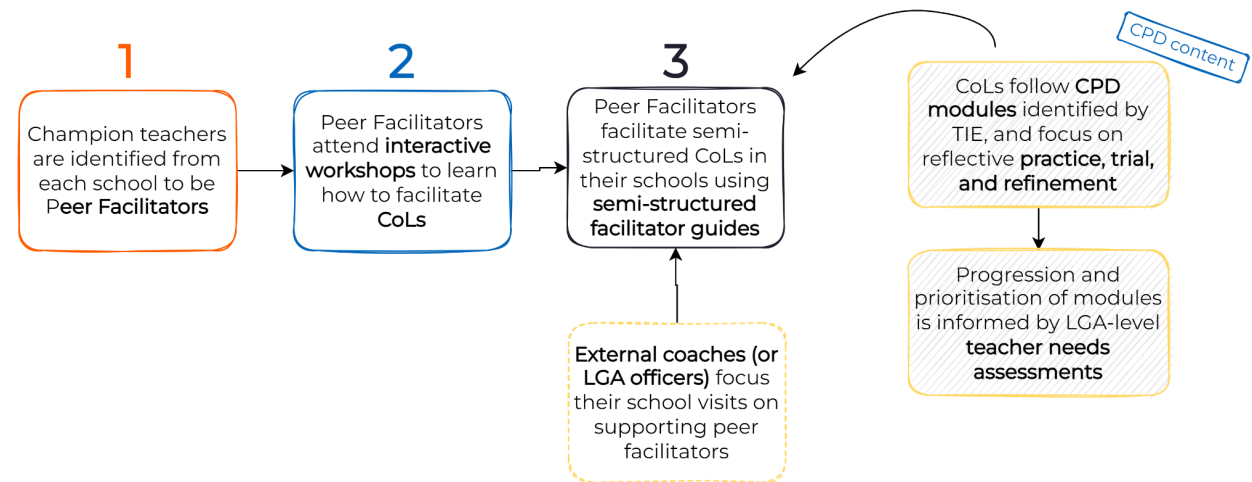 1
Champion teachers
are identified from
each school to be
Peer Facilitators
2
Peer Facilitators
attend interactive
workshops to learn
how to facilitate
CoLs
3
Peer Facilitators
facilitate semi-
structured CoLs in
their schools using
semi-structured
facilitator guides
External coaches (or
LGA officers) focus
their school visits on
supporting peer
facilitators
CPD content
CoLs follow CPD
modules identified by
TIE, and focus on
reflective practice, trial,
and refinement
Progression and
prioritisation of modules
is informed by LGA-level
teacher needs
assessments